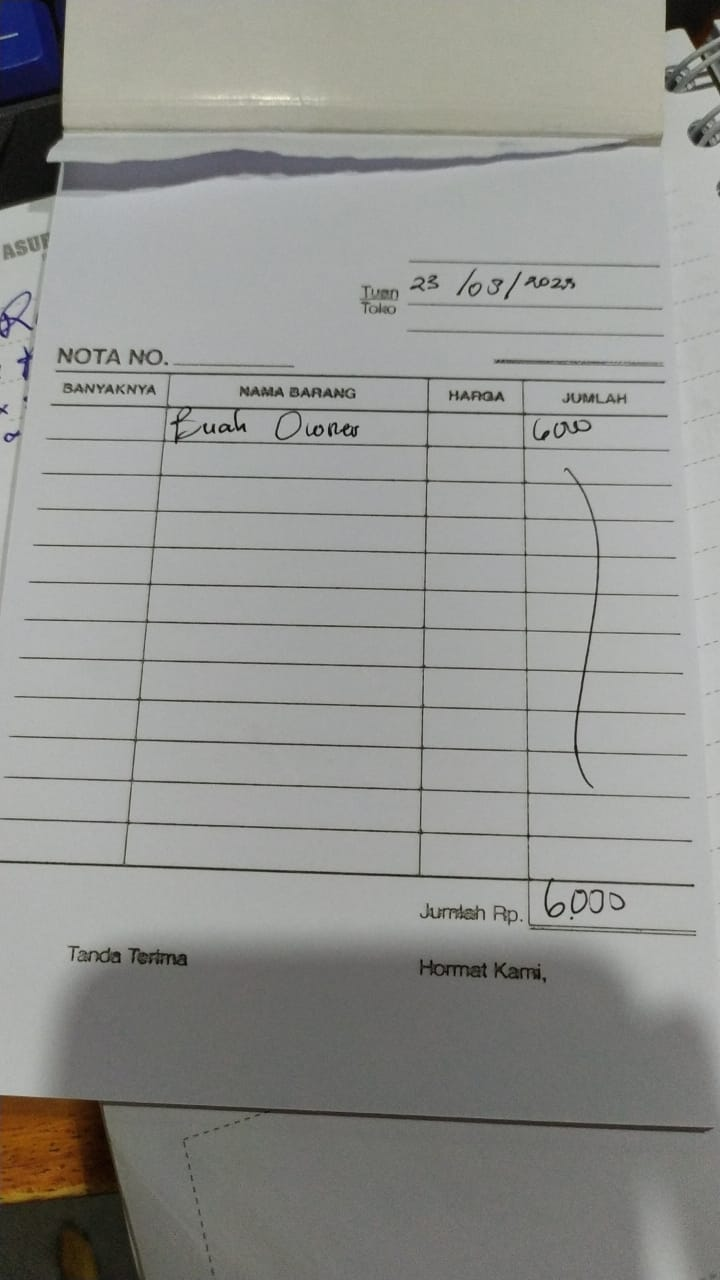 ASUR
Tuan 23 /03/2025
Toko
NOTA NO.
BANYAKNYA NAMA BARANG HARGA JUMLAH
Buah Owner 6000
Jumlah Rp. 6.000
Tanda Terima Hormat Kami,